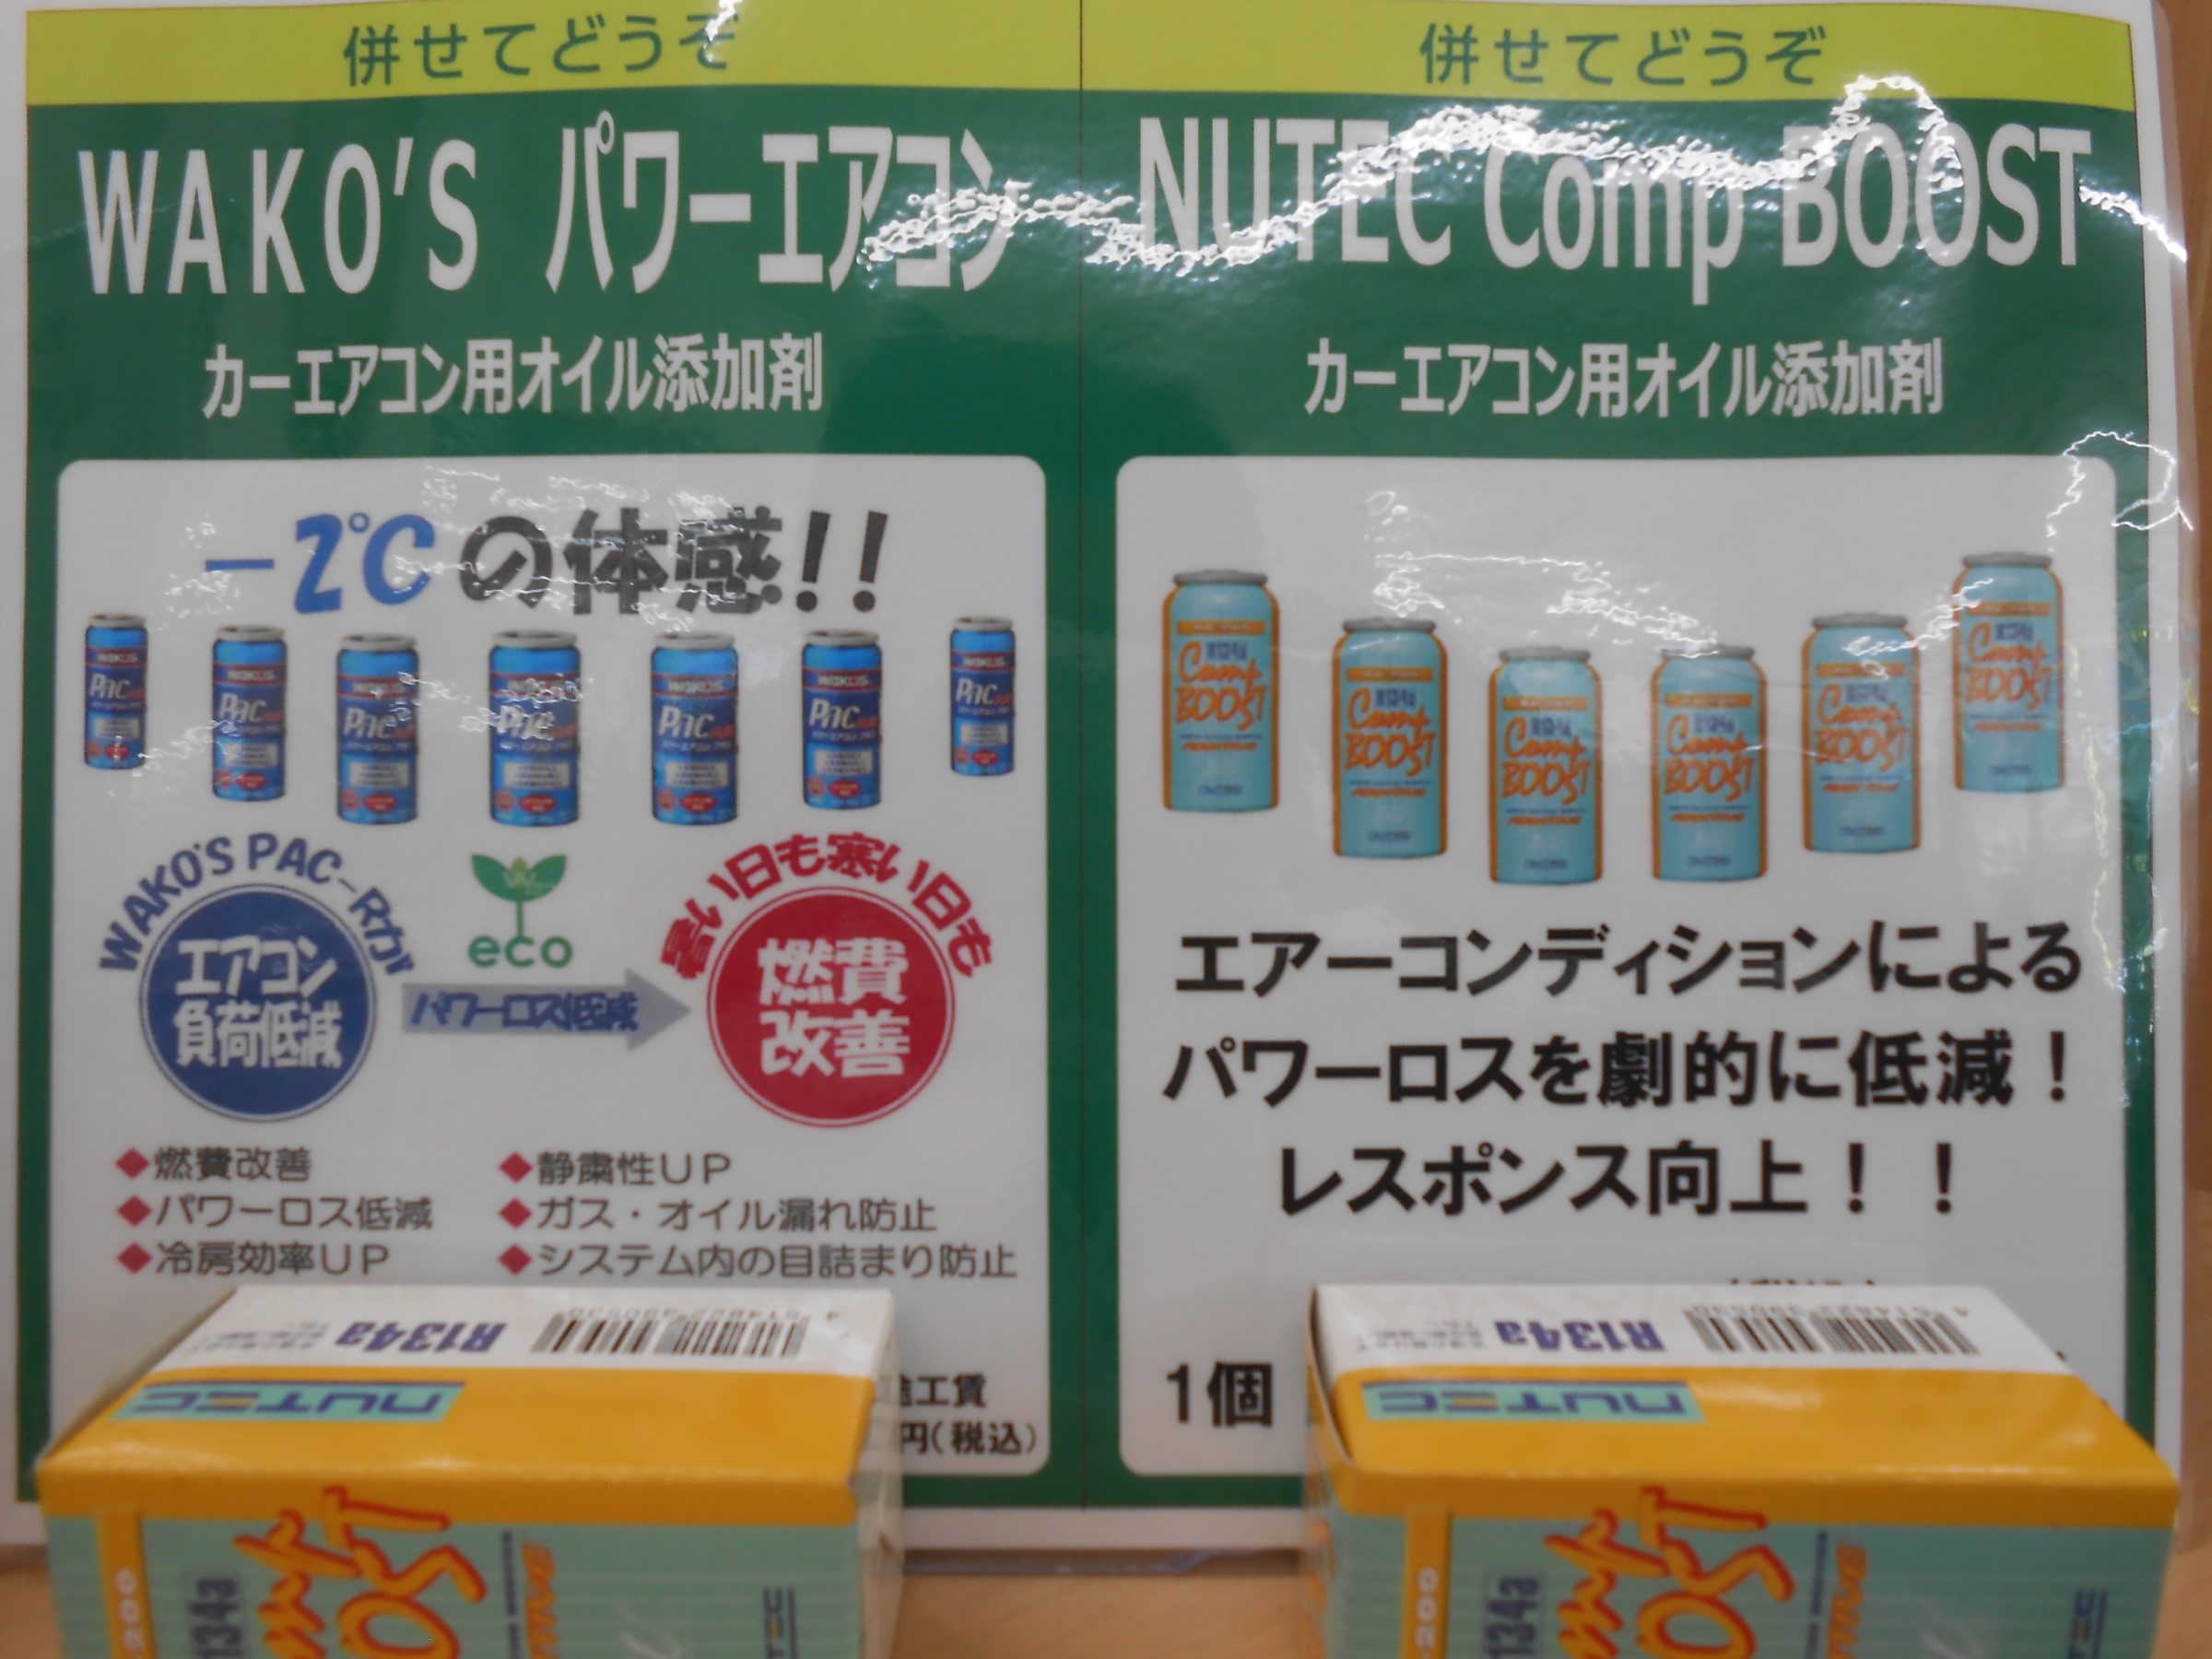 併せてどうぞ
WAKO'S パワーエアコン
カーエアコン用オイル添加剤
－2℃の体感!!
WAKO'S PAC-Rが
エアコン
負荷低減
eco
パワーロス低減
暑い日も寒い日も
燃費
改善
◆燃費改善
◆パワーロス低減
◆冷房効率UP
◆静粛性UP
◆ガス・オイル漏れ防止
◆システム内の目詰まり防止
工賃
円(税込)
併せてどうぞ
NUTEC Comp BOOST
カーエアコン用オイル添加剤
Comp
BOOST
エアーコンディションによる
パワーロスを劇的に低減！
レスポンス向上！！
1個
R134a
NUTEC
R134a
NUTEC